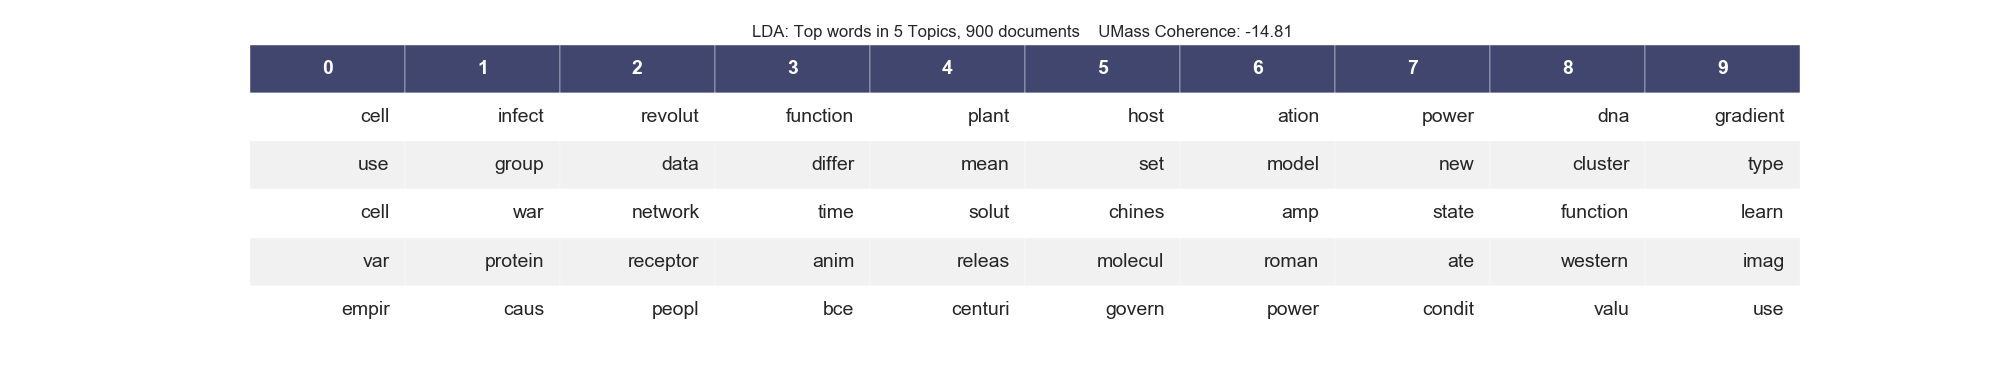 LDA: Top words in 5 Topics, 900 documents    UMass Coherence: -14.81
0 1 2 3 4 5 6 7 8 9
cell infect revolut function plant host ation power dna gradient
use group data differ mean set model new cluster type
cell war network time solut chines amp state function learn
var protein receptor anim releas molecul roman ate western imag
empir caus peopl bce centuri govern power condit valu use